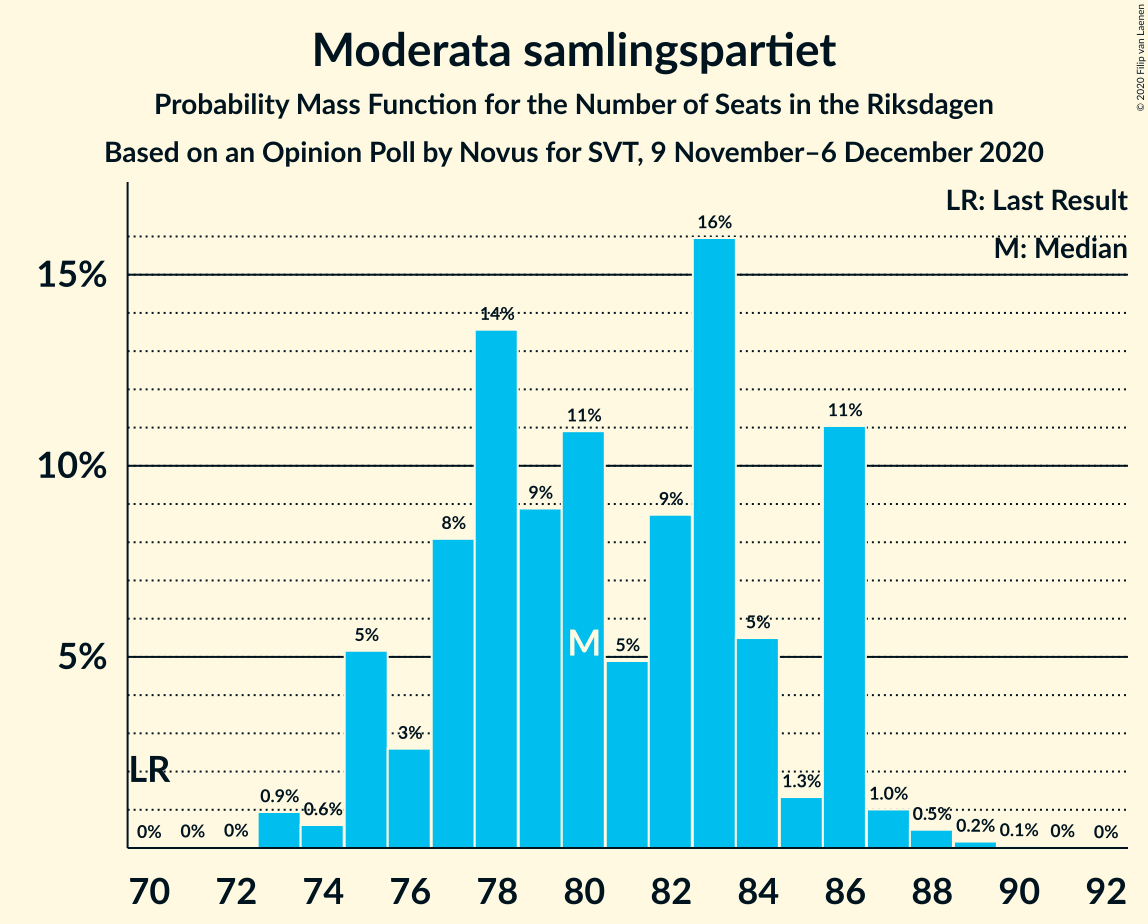 Moderata samlingspartiet
Probability Mass Function for the Number of Seats in the Riksdagen
Based on an Opinion Poll by Novus for SVT, 9 November–6 December 2020
© 2020 Filip van Laenen
LR: Last Result
M: Median
15%
10%
5%
0%
0%
0%
0.9%
0.6%
5%
3%
8%
14%
9%
11%
5%
9%
16%
5%
1.3%
11%
1.0%
0.5%
0.2%
0.1%
0%
0%
LR
M
70 72 74 76 78 80 82 84 86 88 90 92